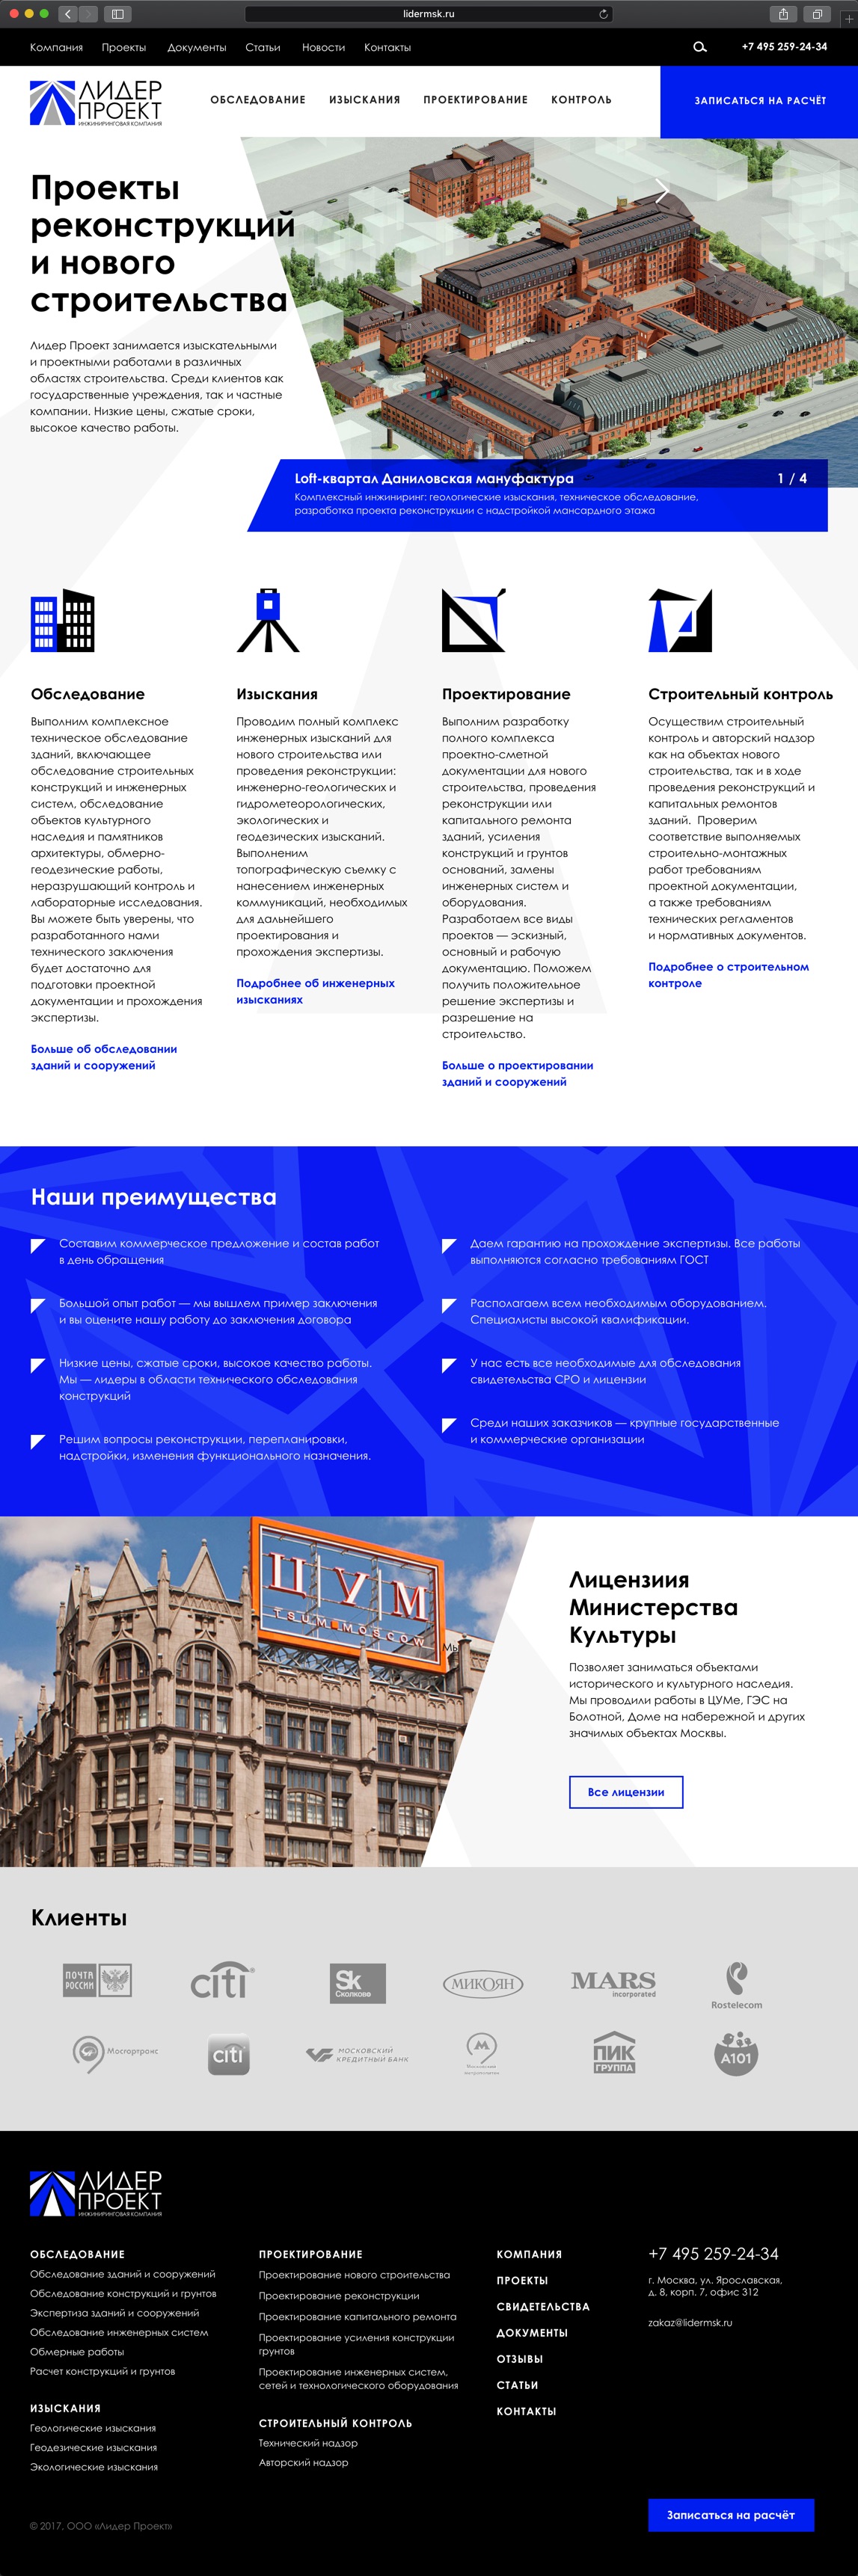 lidermsk.ru
Компания Проекты Документы Статьи Новости Контакты +7 495 259-24-34
ЛИДЕР
ПРОЕКТ
ИНЖИНИРИНГОВАЯ КОМПАНИЯ
ОБСЛЕДОВАНИЕ ИЗЫСКАНИЯ ПРОЕКТИРОВАНИЕ КОНТРОЛЬ
ЗАПИСАТЬСЯ НА РАСЧЁТ
Проекты
реконструкций
и нового
строительства
Лидер Проект занимается изыскательными
и проектными работами в различных
областях строительства. Среди клиентов как
государственные учреждения, так и частные
компании. Низкие цены, сжатые сроки,
высокое качество работы.
Loft-квартал Даниловская мануфактура 1 / 4
Комплексный инжиниринг: геологические изыскания, техническое обследование,
разработка проекта реконструкции с надстройкой мансардного этажа
Обследование
Выполним комплексное
техническое обследование
зданий, включающее
обследование строительных
конструкций и инженерных
систем, обследование
объектов культурного
наследия и памятников
архитектуры, обмерно-
геодезические работы,
неразрушающий контроль и
лабораторные исследования.
Вы можете быть уверены, что
разработанного нами
технического заключения
будет достаточно для
подготовки проектной
документации и прохождения
экспертизы.
Больше об обследовании
зданий и сооружений
Изыскания
Проводим полный комплекс
инженерных изысканий для
нового строительства или
проведения реконструкции:
инженерно-геологических и
гидрометеорологических,
экологических и
геодезических изысканий.
Выполненим
топографическую съемку с
нанесением инженерных
коммуникаций, необходимых
для дальнейшего
проектирования и
прохождения экспертизы.
Подробнее об инженерных
изысканиях
Проектирование
Выполним разработку
полного комплекса
проектно-сметной
документации для нового
строительства, проведения
реконструкции или
капитального ремонта
зданий, усиления
конструкций и грунтов
оснований, замены
инженерных систем и
оборудования.
Разработаем все виды
проектов — эскизный,
основный и рабочую
документацию. Поможем
получить положительное
решение экспертизы и
разрешение на
строительство.
Больше о проектировании
зданий и сооружений
Строительный контроль
Осуществим строительный
контроль и авторский надзор
как на объектах нового
строительства, так и в ходе
проведения реконструкций и
капитальных ремонтов
зданий. Проверим
соответствие выполняемых
строительно-монтажных
работ требованиям
проектной документации,
а также требованиям
технических регламентов
и нормативных документов.
Подробнее о строительном
контроле
Наши преимущества
Составим коммерческое предложение и состав работ
в день обращения
Большой опыт работ — мы вышлем пример заключения
и вы оцените нашу работу до заключения договора
Низкие цены, сжатые сроки, высокое качество работы.
Мы — лидеры в области технического обследования
конструкций
Решим вопросы реконструкции, перепланировки,
надстройки, изменения функционального назначения.
Даем гарантию на прохождение экспертизы. Все работы
выполняются согласно требованиям ГОСТ
Располагаем всем необходимым оборудованием.
Специалисты высокой квалификации.
У нас есть все необходимые для обследования
свидетельства СРО и лицензии
Среди наших заказчиков — крупные государственные
и коммерческие организации
ЦУМ
TSUM.MOSCOW
Мы
Лицензиия
Министерства
Культуры
Позволяет заниматься объектами
исторического и культурного наследия.
Мы проводили работы в ЦУМе, ГЭС на
Болотной, Доме на набережной и других
значимых объектах Москвы.
Все лицензии
Клиенты
ПОЧТА
РОССИИ
citi
Sk
Сколково
МИКОЯН
MARS
incorporated
Rostelecom
Мосгортранс
citi
МОСКОВСКИЙ
КРЕДИТНЫЙ БАНК
ПИК
ГРУППА
А101
ЛИДЕР
ПРОЕКТ
ИНЖИНИРИНГОВАЯ КОМПАНИЯ
ОБСЛЕДОВАНИЕ
Обследование зданий и сооружений
Обследование конструкций и грунтов
Экспертиза зданий и сооружений
Обследование инженерных систем
Обмерные работы
Расчет конструкций и грунтов
ИЗЫСКАНИЯ
Геологические изыскания
Геодезические изыскания
Экологические изыскания
ПРОЕКТИРОВАНИЕ
Проектирование нового строительства
Проектирование реконструкции
Проектирование капитального ремонта
Проектирование усиления конструкции
грунтов
Проектирование инженерных систем,
сетей и технологического оборудования
СТРОИТЕЛЬНЫЙ КОНТРОЛЬ
Технический надзор
Авторский надзор
КОМПАНИЯ
ПРОЕКТЫ
СВИДЕТЕЛЬСТВА
ДОКУМЕНТЫ
ОТЗЫВЫ
СТАТЬИ
КОНТАКТЫ
+7 495 259-24-34
г. Москва, ул. Ярославская,
д. 8, корп. 7, офис 312
zakaz@lidermsk.ru
Записаться на расчёт
© 2017, ООО «Лидер Проект»